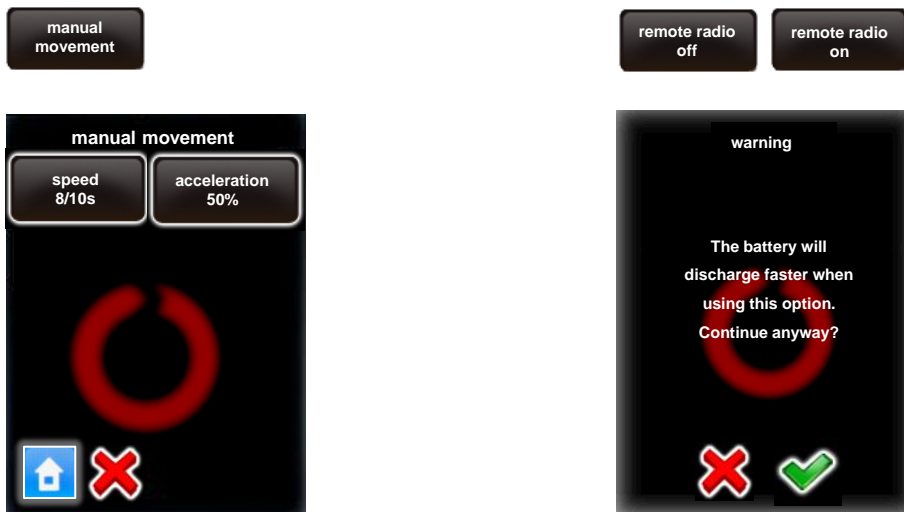 manual
movement
remote radio
off
remote radio
on
manual movement
speed
8/10s
acceleration
50%
warning
The battery will
discharge faster when
using this option.
Continue anyway?